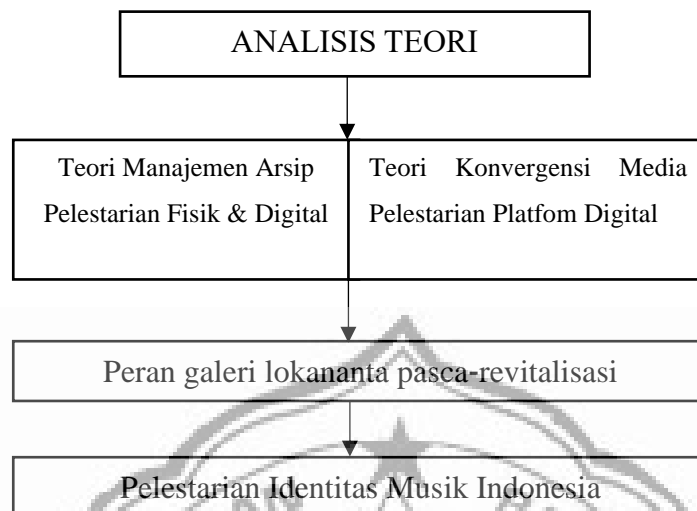 ANALISIS TEORI
Teori Manajemen Arsip
Pelestarian Fisik & Digital
Teori Konvergensi Media
Pelestarian Platfom Digital
Peran galeri lokananta pasca-revitalisasi
Pelestarian Identitas Musik Indonesia